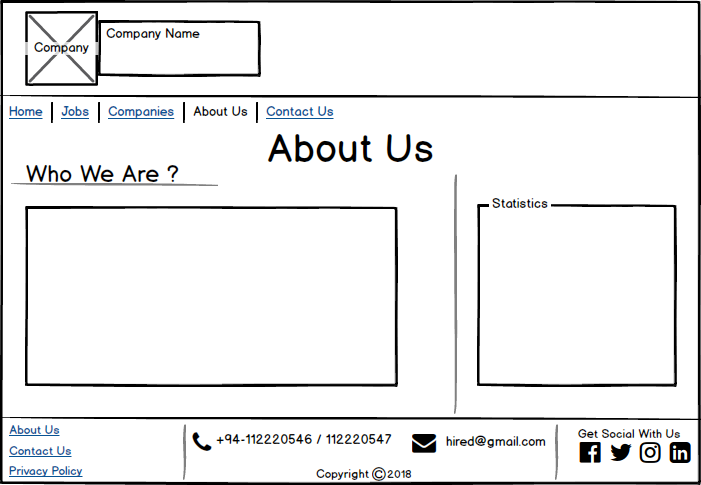 Company
Company Name
Home
Jobs
Companies
About Us
Contact Us
About Us
Who We Are ?
Statistics
About Us
Contact Us
Privacy Policy
+94-112220546 / 112220547
hired@gmail.com
Copyright ©2018
Get Social With Us